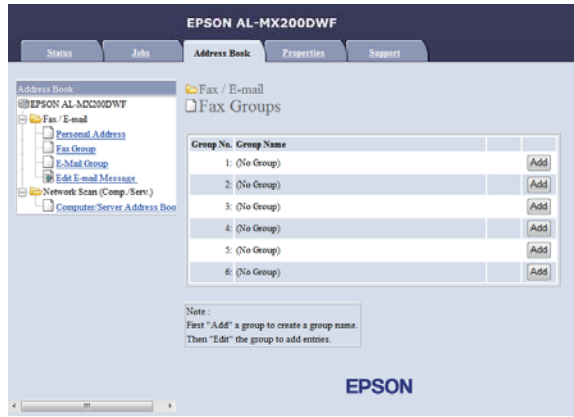 EPSON AL-MX200DWF
Status Jobs Address Book Properties Support
Address Book
EPSON AL-MX200DWF
Fax / E-mail
Personal Address
Fax Group
E-Mail Group
Edit E-mail Message
Network Scan (Comp./Serv.)
Computer/Server Address Boo
Fax / E-mail
Fax Groups
Group No. Group Name
1: (No Group) Add
2: (No Group) Add
3: (No Group) Add
4: (No Group) Add
5: (No Group) Add
6: (No Group) Add
Note :
First "Add" a group to create a group name.
Then "Edit" the group to add entries.
EPSON